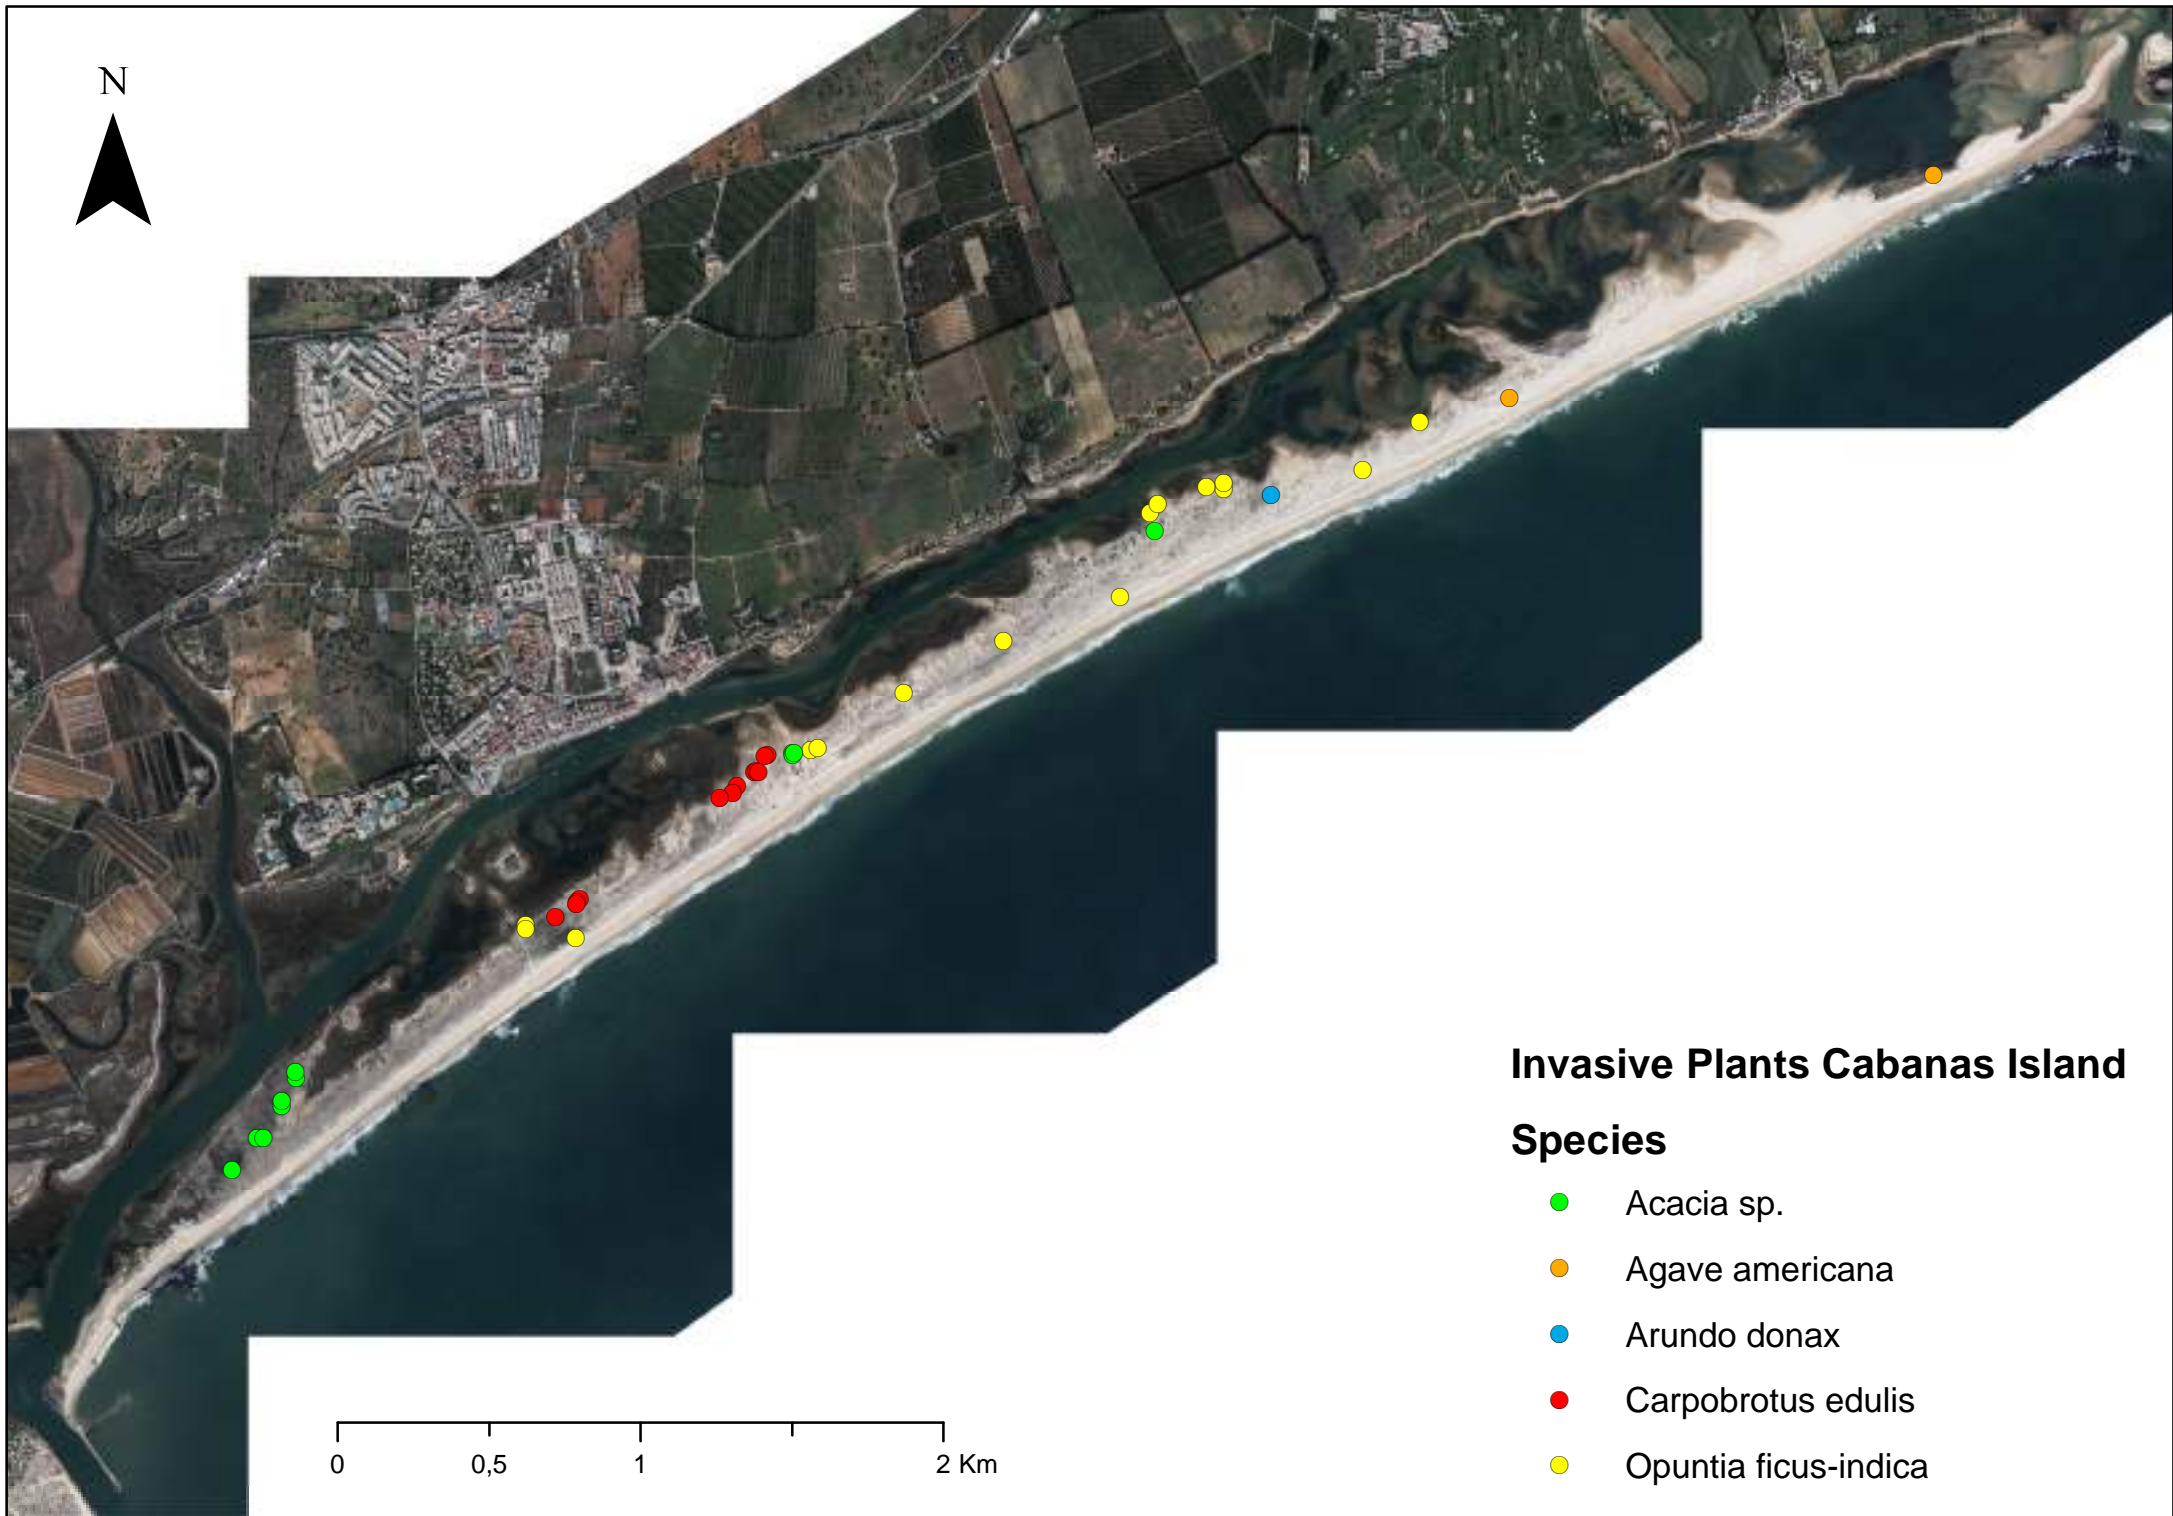 N
Invasive Plants Cabanas Island
Species
Acacia sp.
Agave americana
Arundo donax
Carpobrotus edulis
Opuntia ficus-indica
0 0,5 1 2 Km